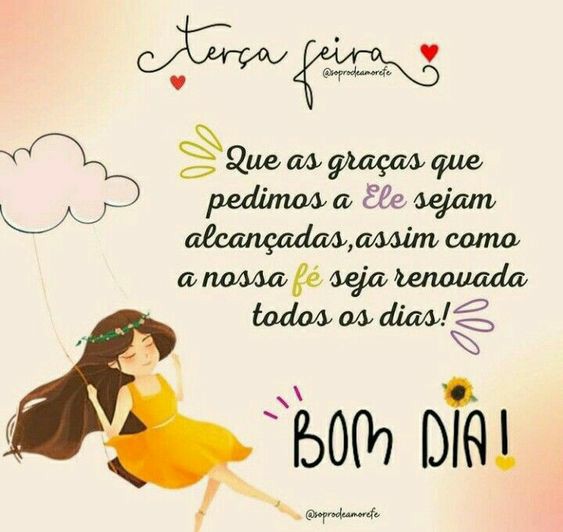 terça feira
@soprodeamorefe
Que as graças que
pedimos a Ele sejam
alcançadas,assim como
a nossa fé seja renovada
todos os dias!
BOM DIA!
@soprodeamorefe